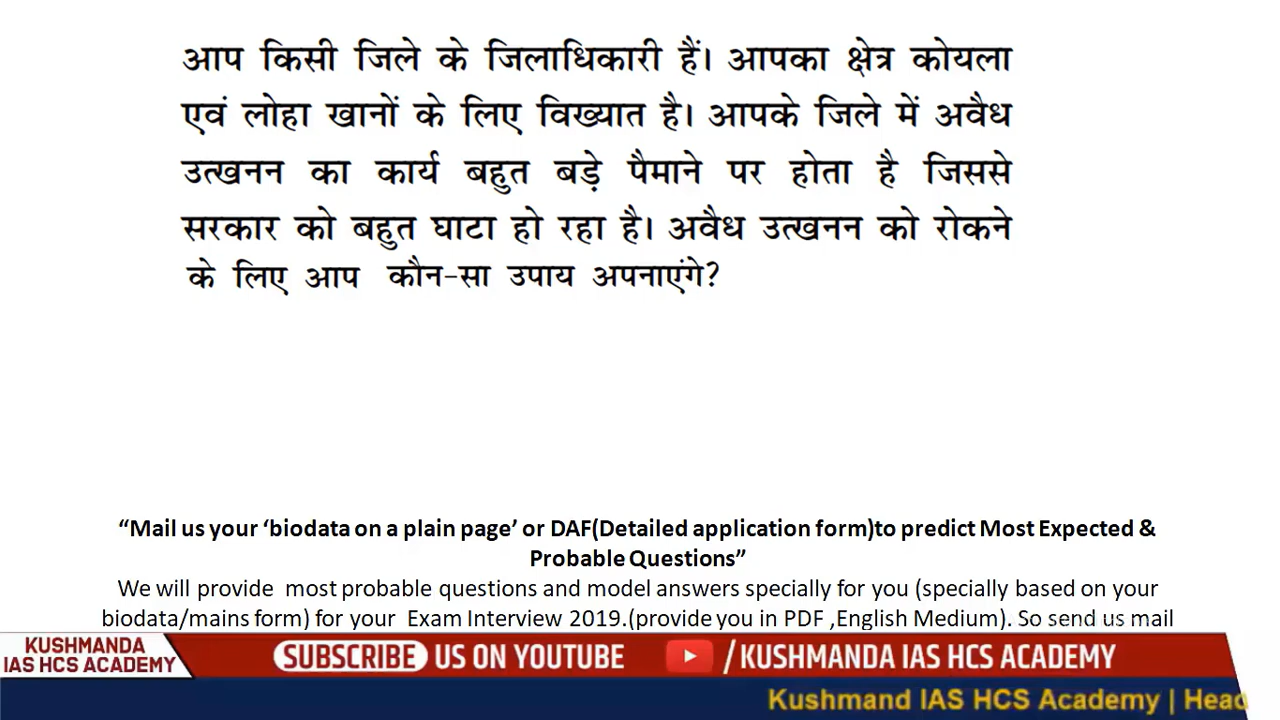 आप किसी जिले के जिलाधिकारी हैं। आपका क्षेत्र कोयला
एवं लोहा खानों के लिए विख्यात है। आपके जिले में अवैध
उत्खनन का कार्य बहुत बड़े पैमाने पर होता है जिससे
सरकार को बहुत घाटा हो रहा है। अवैध उत्खनन को रोकने
के लिए आप कौन-सा उपाय अपनाएंगे?
“Mail us your ‘biodata on a plain page’ or DAF(Detailed application form)to predict Most Expected &
Probable Questions”
We will provide most probable questions and model answers specially for you (specially based on your
biodata/mains form) for your Exam Interview 2019.(provide you in PDF ,English Medium). So send us mail
KUSHMANDA
IAS HCS ACADEMY
SUBSCRIBE US ON YOUTUBE /KUSHMANDA IAS HCS ACADEMY
Kushmand IAS HCS Academy | Head